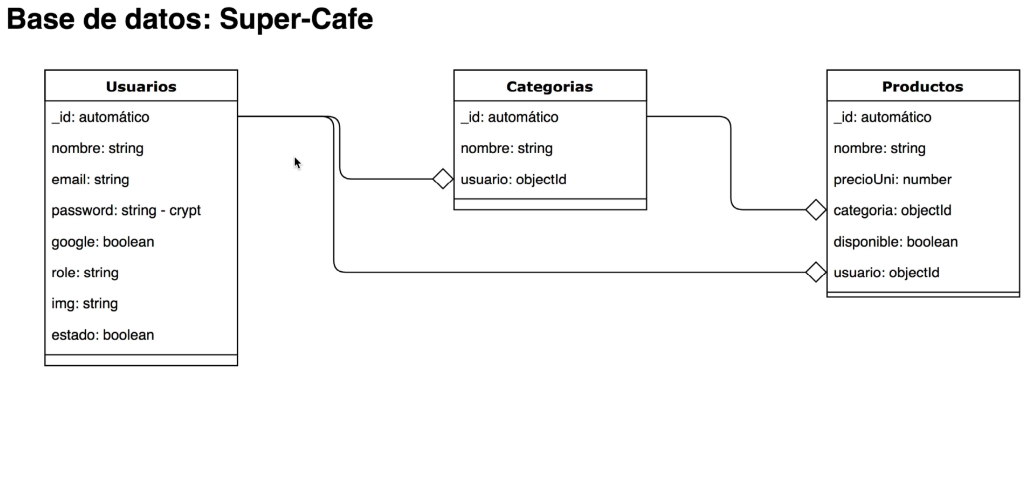 Base de datos: Super-Cafe
Usuarios
_id: automático
nombre: string
email: string
password: string - crypt
google: boolean
role: string
img: string
estado: boolean
Categorias
_id: automático
nombre: string
usuario: objectId
Productos
_id: automático
nombre: string
precioUni: number
categoria: objectId
disponible: boolean
usuario: objectId